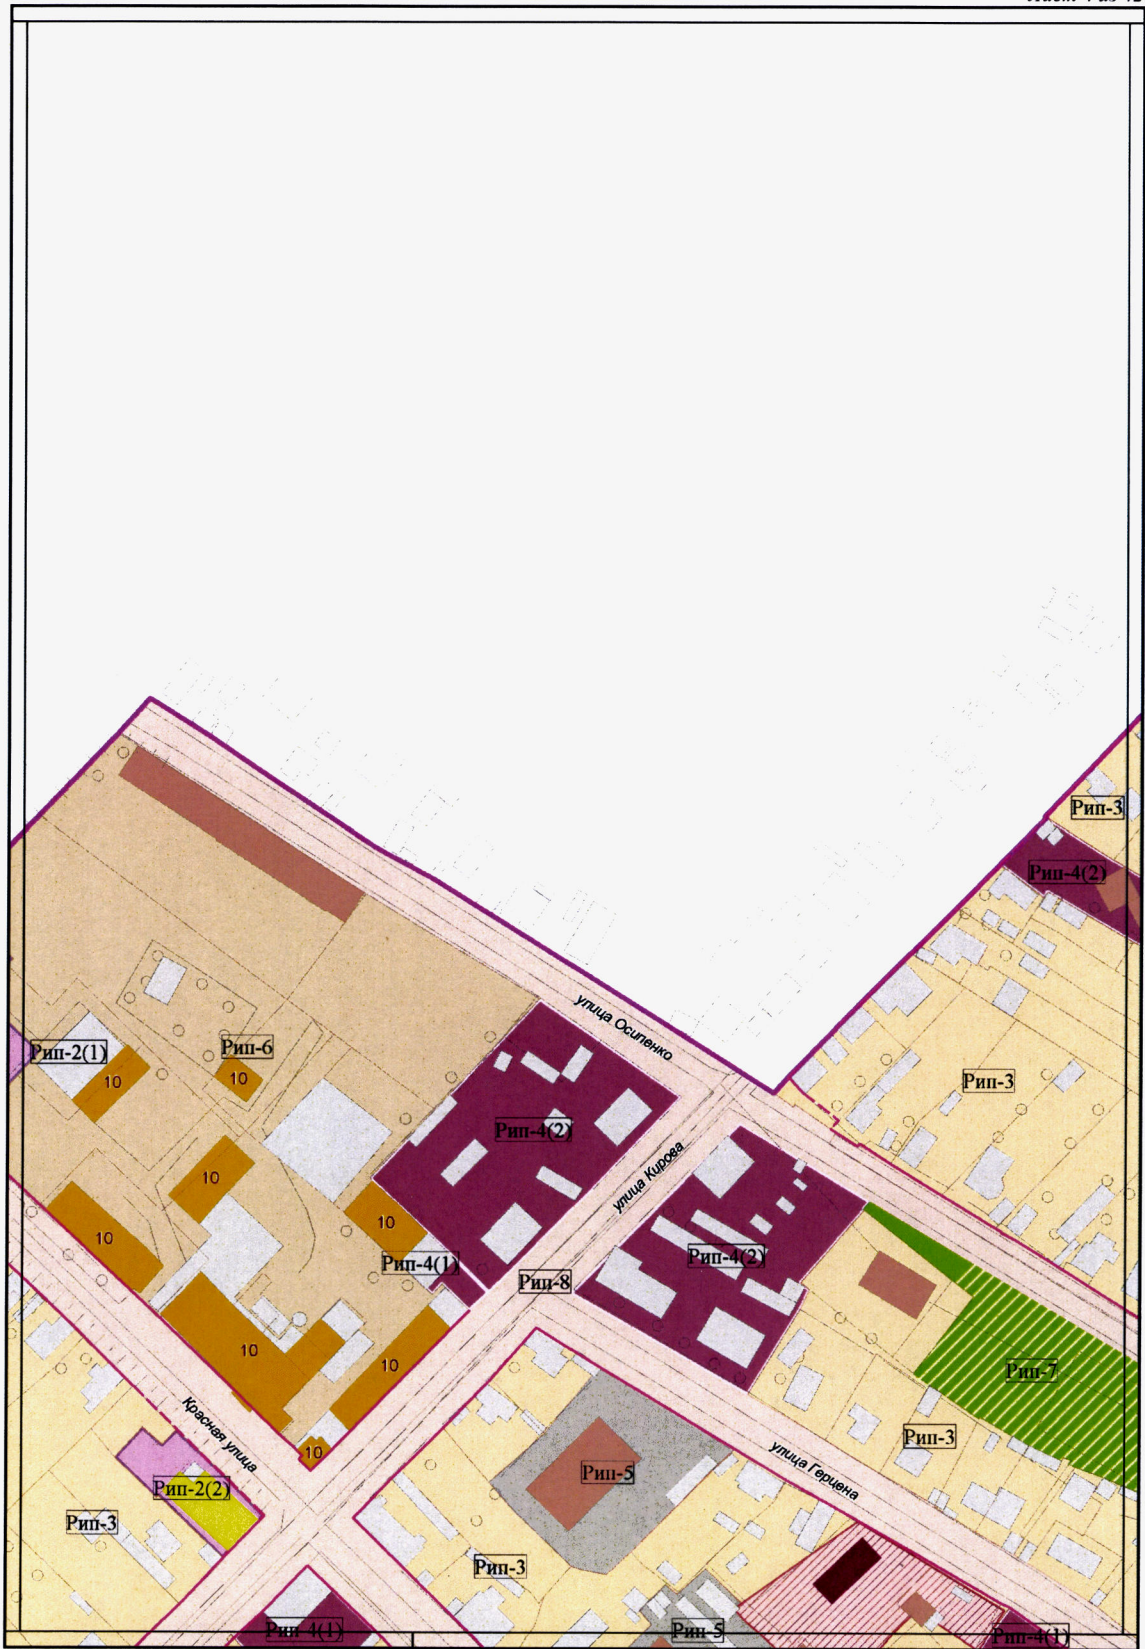 Рип-3
Рип-4(2)
улица Осипенко
Рип-2(1)
Рип-6
10
10
Рип-3
Рип-4(2)
улица Кирова
10
10
10
Рип-4(1)
Рип-8
Рип-4(2)
10
10
Рип-7
Красная улица
Рип-3
10
улица Герцена
Рип-5
Рип-2(2)
Рип-3
Рип-3
Рип-4(1)
Рип-5
Рип-4(1)